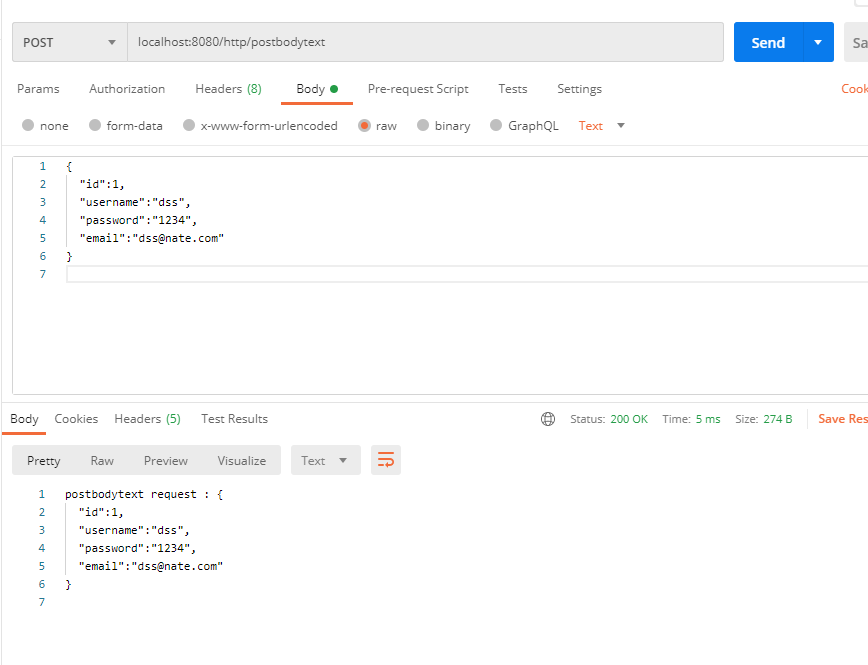 POST localhost:8080/http/postbodytext Send Sa
Params Authorization Headers (8) Body Pre-request Script Tests Settings Cook
none form-data x-www-form-urlencoded raw binary GraphQL Text
1 {
2 "id":1,
3 "username":"dss",
4 "password":"1234",
5 "email":"dss@nate.com"
6 }
7
Body Cookies Headers (5) Test Results Status: 200 OK Time: 5 ms Size: 274 B Save Res
Pretty Raw Preview Visualize Text
1 postbodytext request : {
2 "id":1,
3 "username":"dss",
4 "password":"1234",
5 "email":"dss@nate.com"
6 }
7